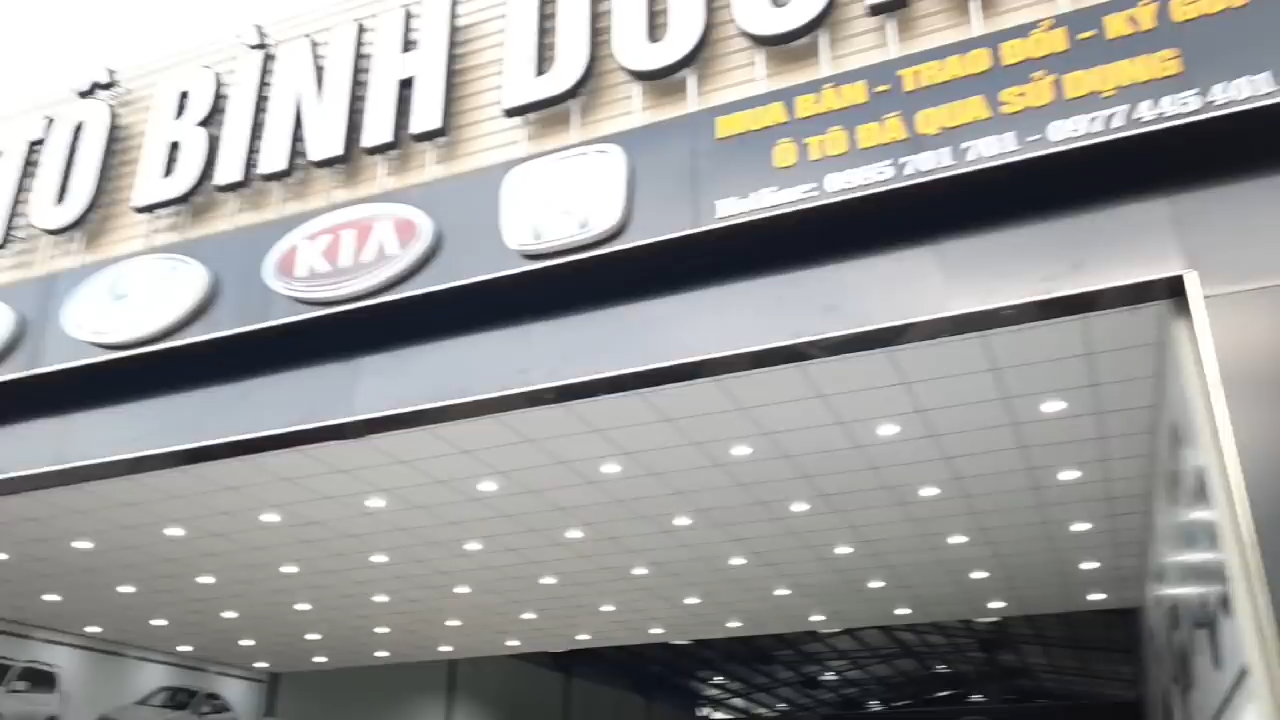 TÔ BÌNH DƯƠ
KIA
MUA BÁN - TRAO ĐỔI - KÝ GỬI
Ô TÔ ĐÃ QUA SỬ DỤNG
Hotline: 0965 701 701 - 0977 445 401